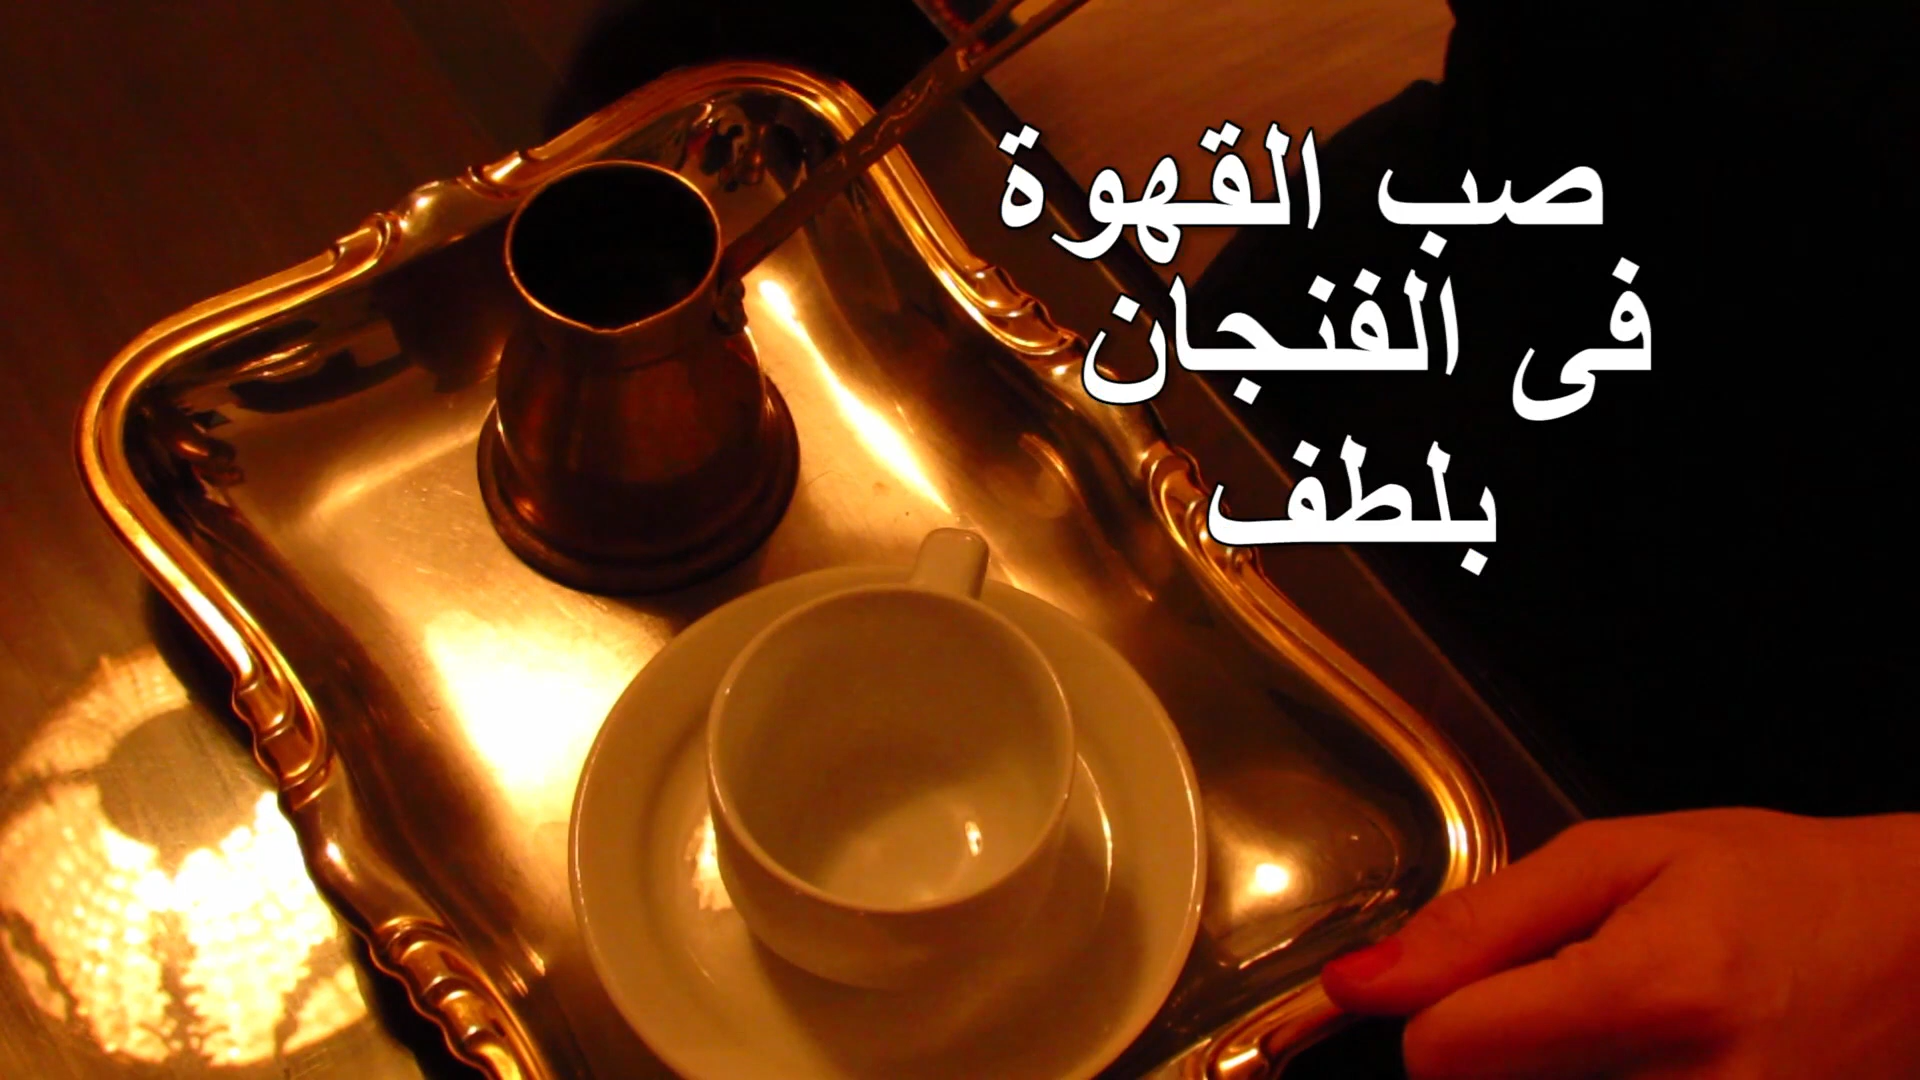 صب القهوة
فى الفنجان
بلطف